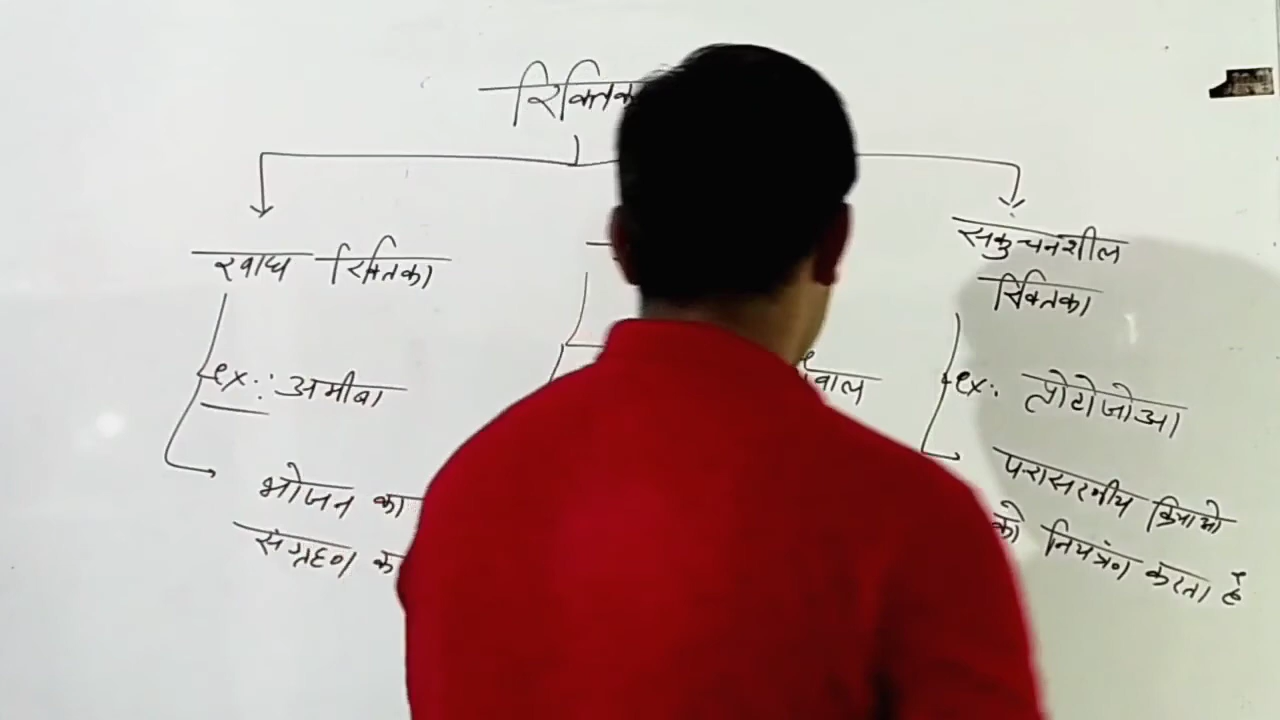 रिक्तिका
खाद्य रिक्तिका
ex: अमीबा
भोजन का
संग्रहण
संकुचनशील
रिक्तिका
ex: प्रोटोजोआ
परासरणीय क्रियाओ
को नियंत्रण करता है